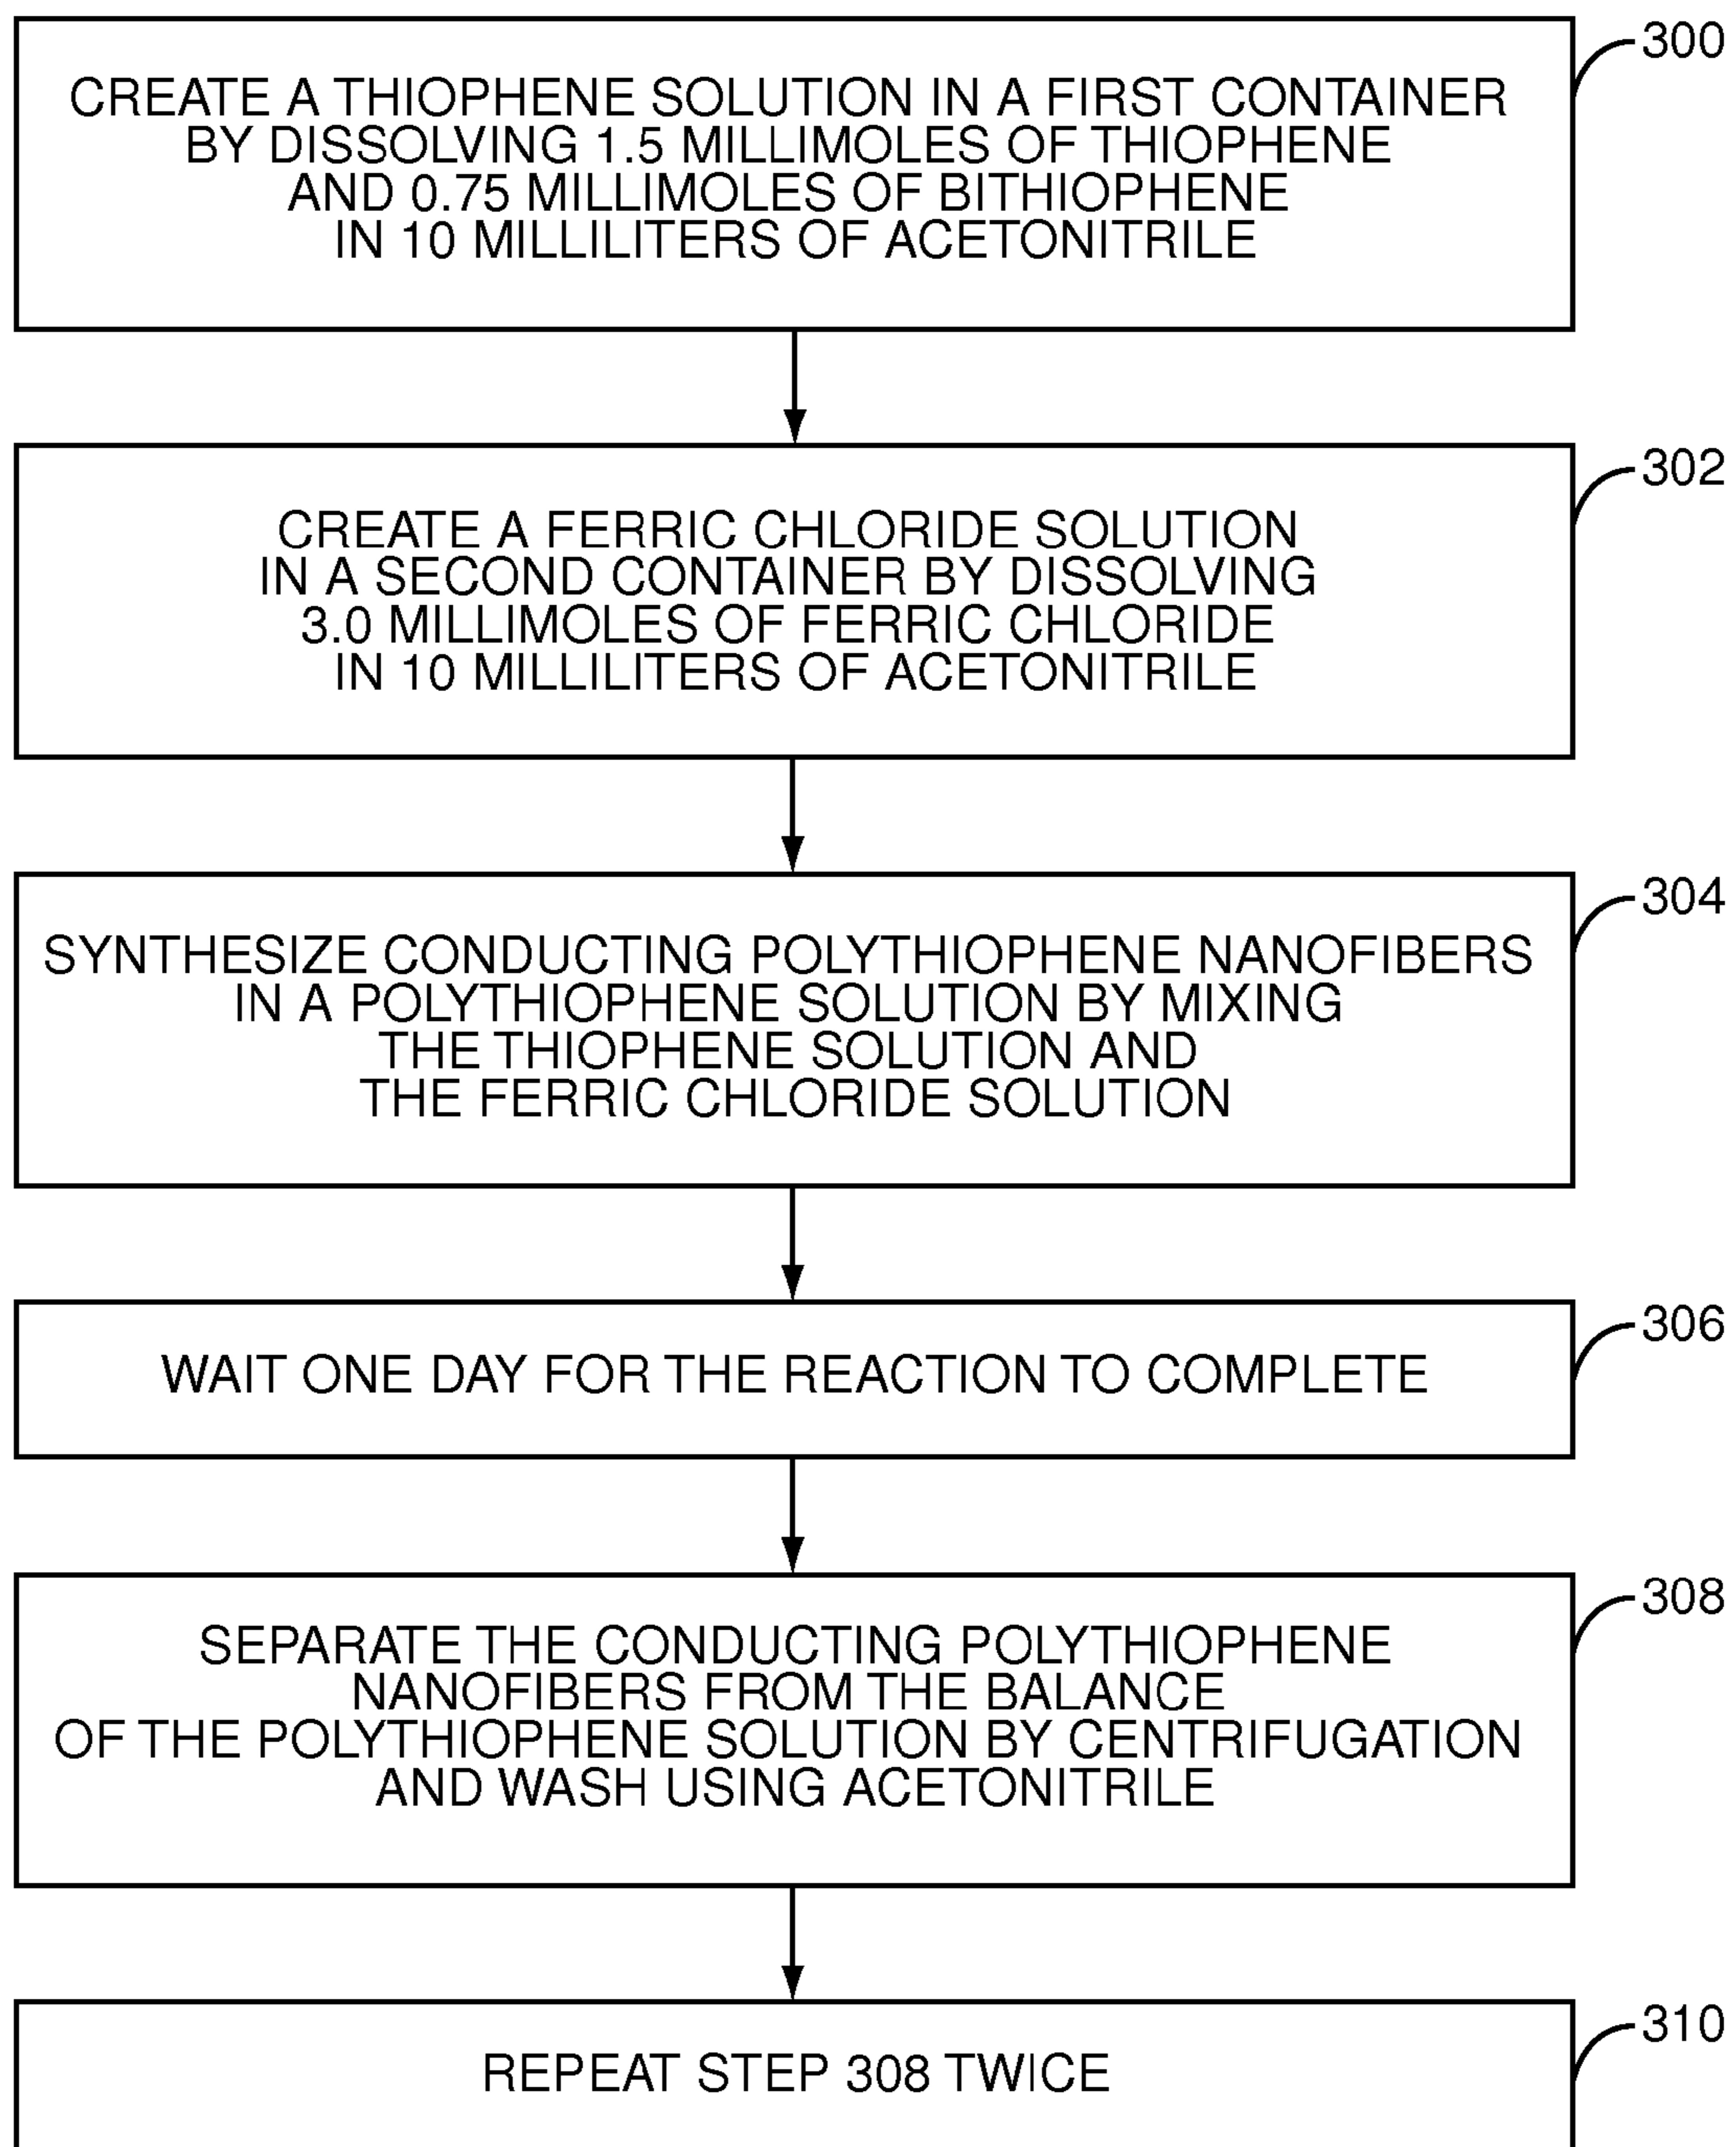 300
CREATE A THIOPHENE SOLUTION IN A FIRST CONTAINER
BY DISSOLVING 1.5 MILLIMOLES OF THIOPHENE
AND 0.75 MILLIMOLES OF BITHIOPHENE
IN 10 MILLILITERS OF ACETONITRILE
302
CREATE A FERRIC CHLORIDE SOLUTION
IN A SECOND CONTAINER BY DISSOLVING
3.0 MILLIMOLES OF FERRIC CHLORIDE
IN 10 MILLILITERS OF ACETONITRILE
304
SYNTHESIZE CONDUCTING POLYTHIOPHENE NANOFIBERS
IN A POLYTHIOPHENE SOLUTION BY MIXING
THE THIOPHENE SOLUTION AND
THE FERRIC CHLORIDE SOLUTION
306
WAIT ONE DAY FOR THE REACTION TO COMPLETE
308
SEPARATE THE CONDUCTING POLYTHIOPHENE
NANOFIBERS FROM THE BALANCE
OF THE POLYTHIOPHENE SOLUTION BY CENTRIFUGATION
AND WASH USING ACETONITRILE
310
REPEAT STEP 308 TWICE